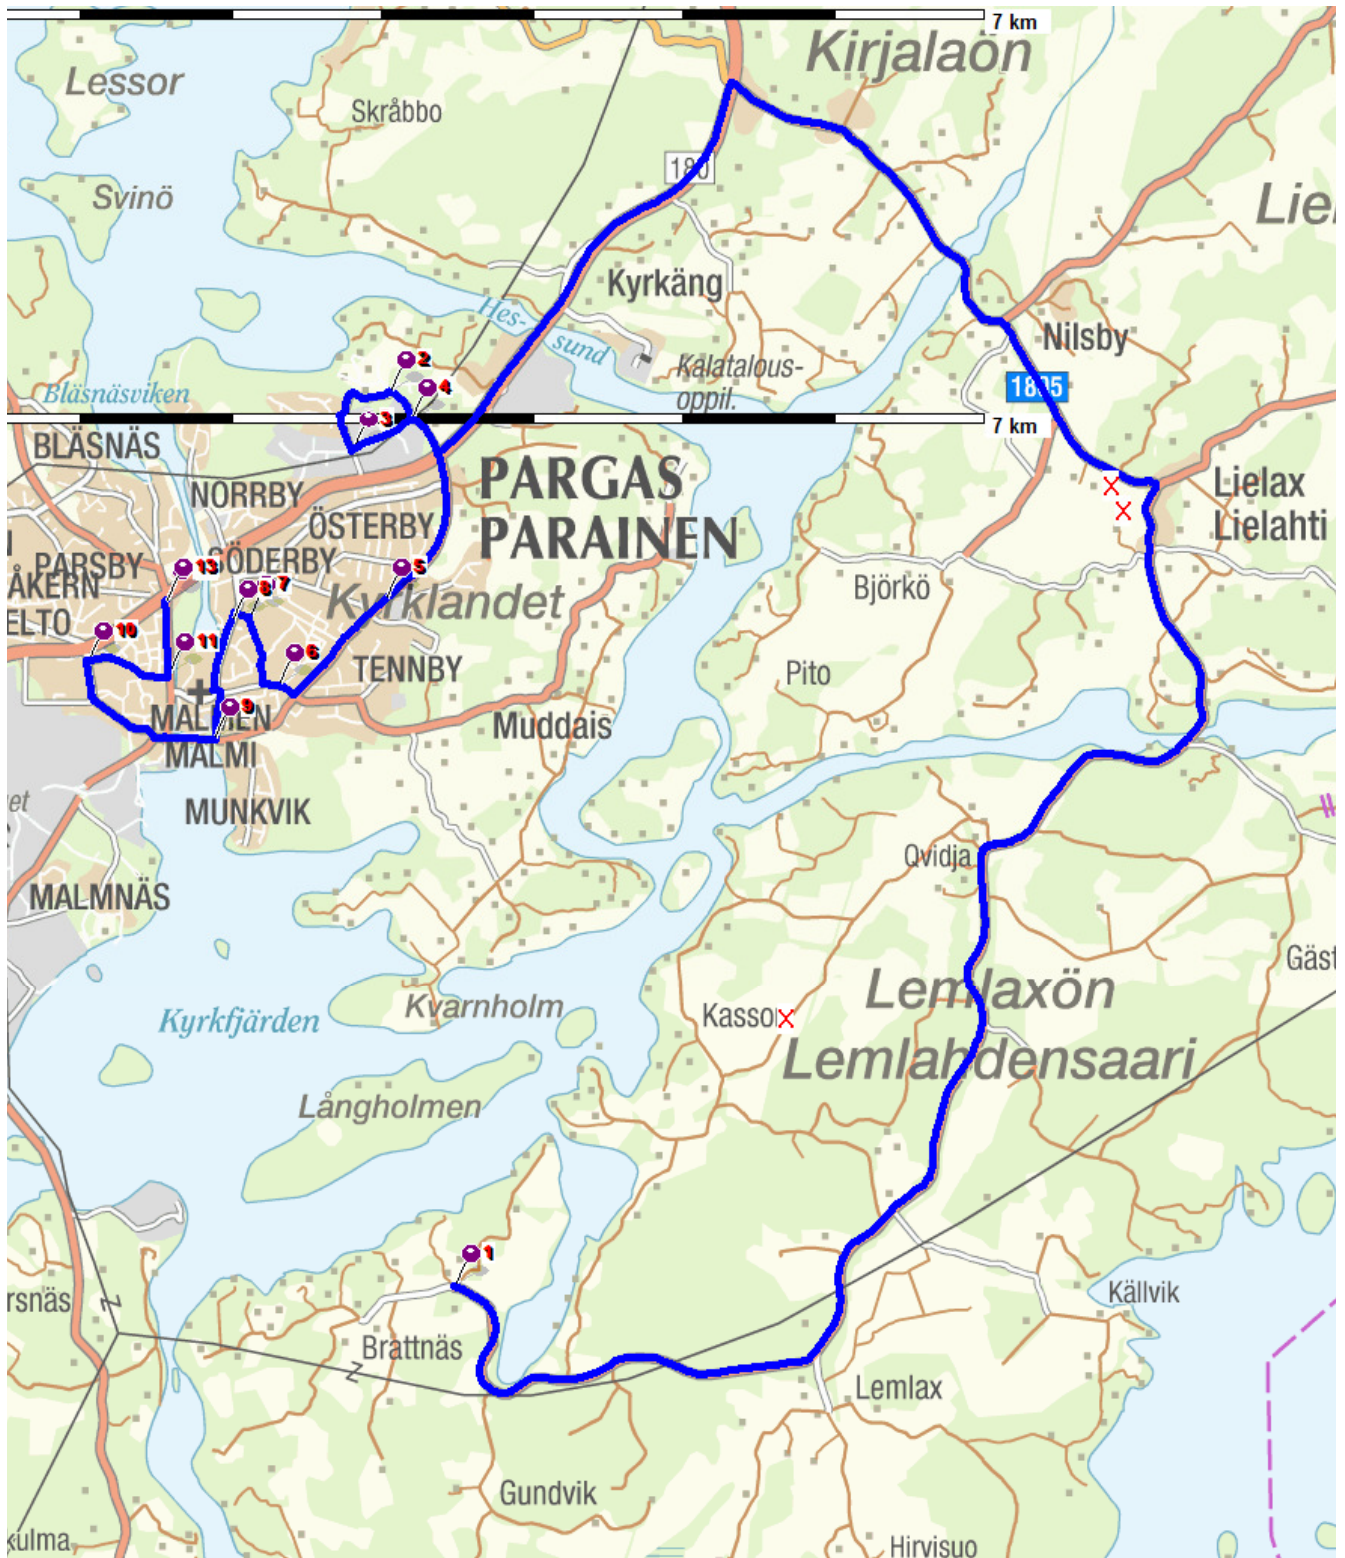 7 km
Kirjalaön
Lessor
Skråbbo
180
Svinö
Lie
Kyrkäng
Hes-
sund
Nilsby
Kalatalous-
oppil.
2
4
1805
Bläsnäsviken
3
7 km
BLÄSNÄS
PARGAS
NORRBY
Lielax
ÖSTERBY
PARAINEN
Lielahti
PARSBY
13
SÖDERBY
5
ÅKERN
8
7
Kyrklandet
Björkö
ELTO
10
11
6
TENNBY
Pito
9
MALMEN
Muddais
MALMI
et
MUNKVIK
Qvidja
MALMNÄS
Gäst
Lemlaxön
Kvarnholm
Kasso
Kyrkfjärden
Lemlahdensaari
Långholmen
1
Källvik
rsnäs
Z
Brattnäs
Z
Lemlax
Gundvik
kulma
Hirvisuo